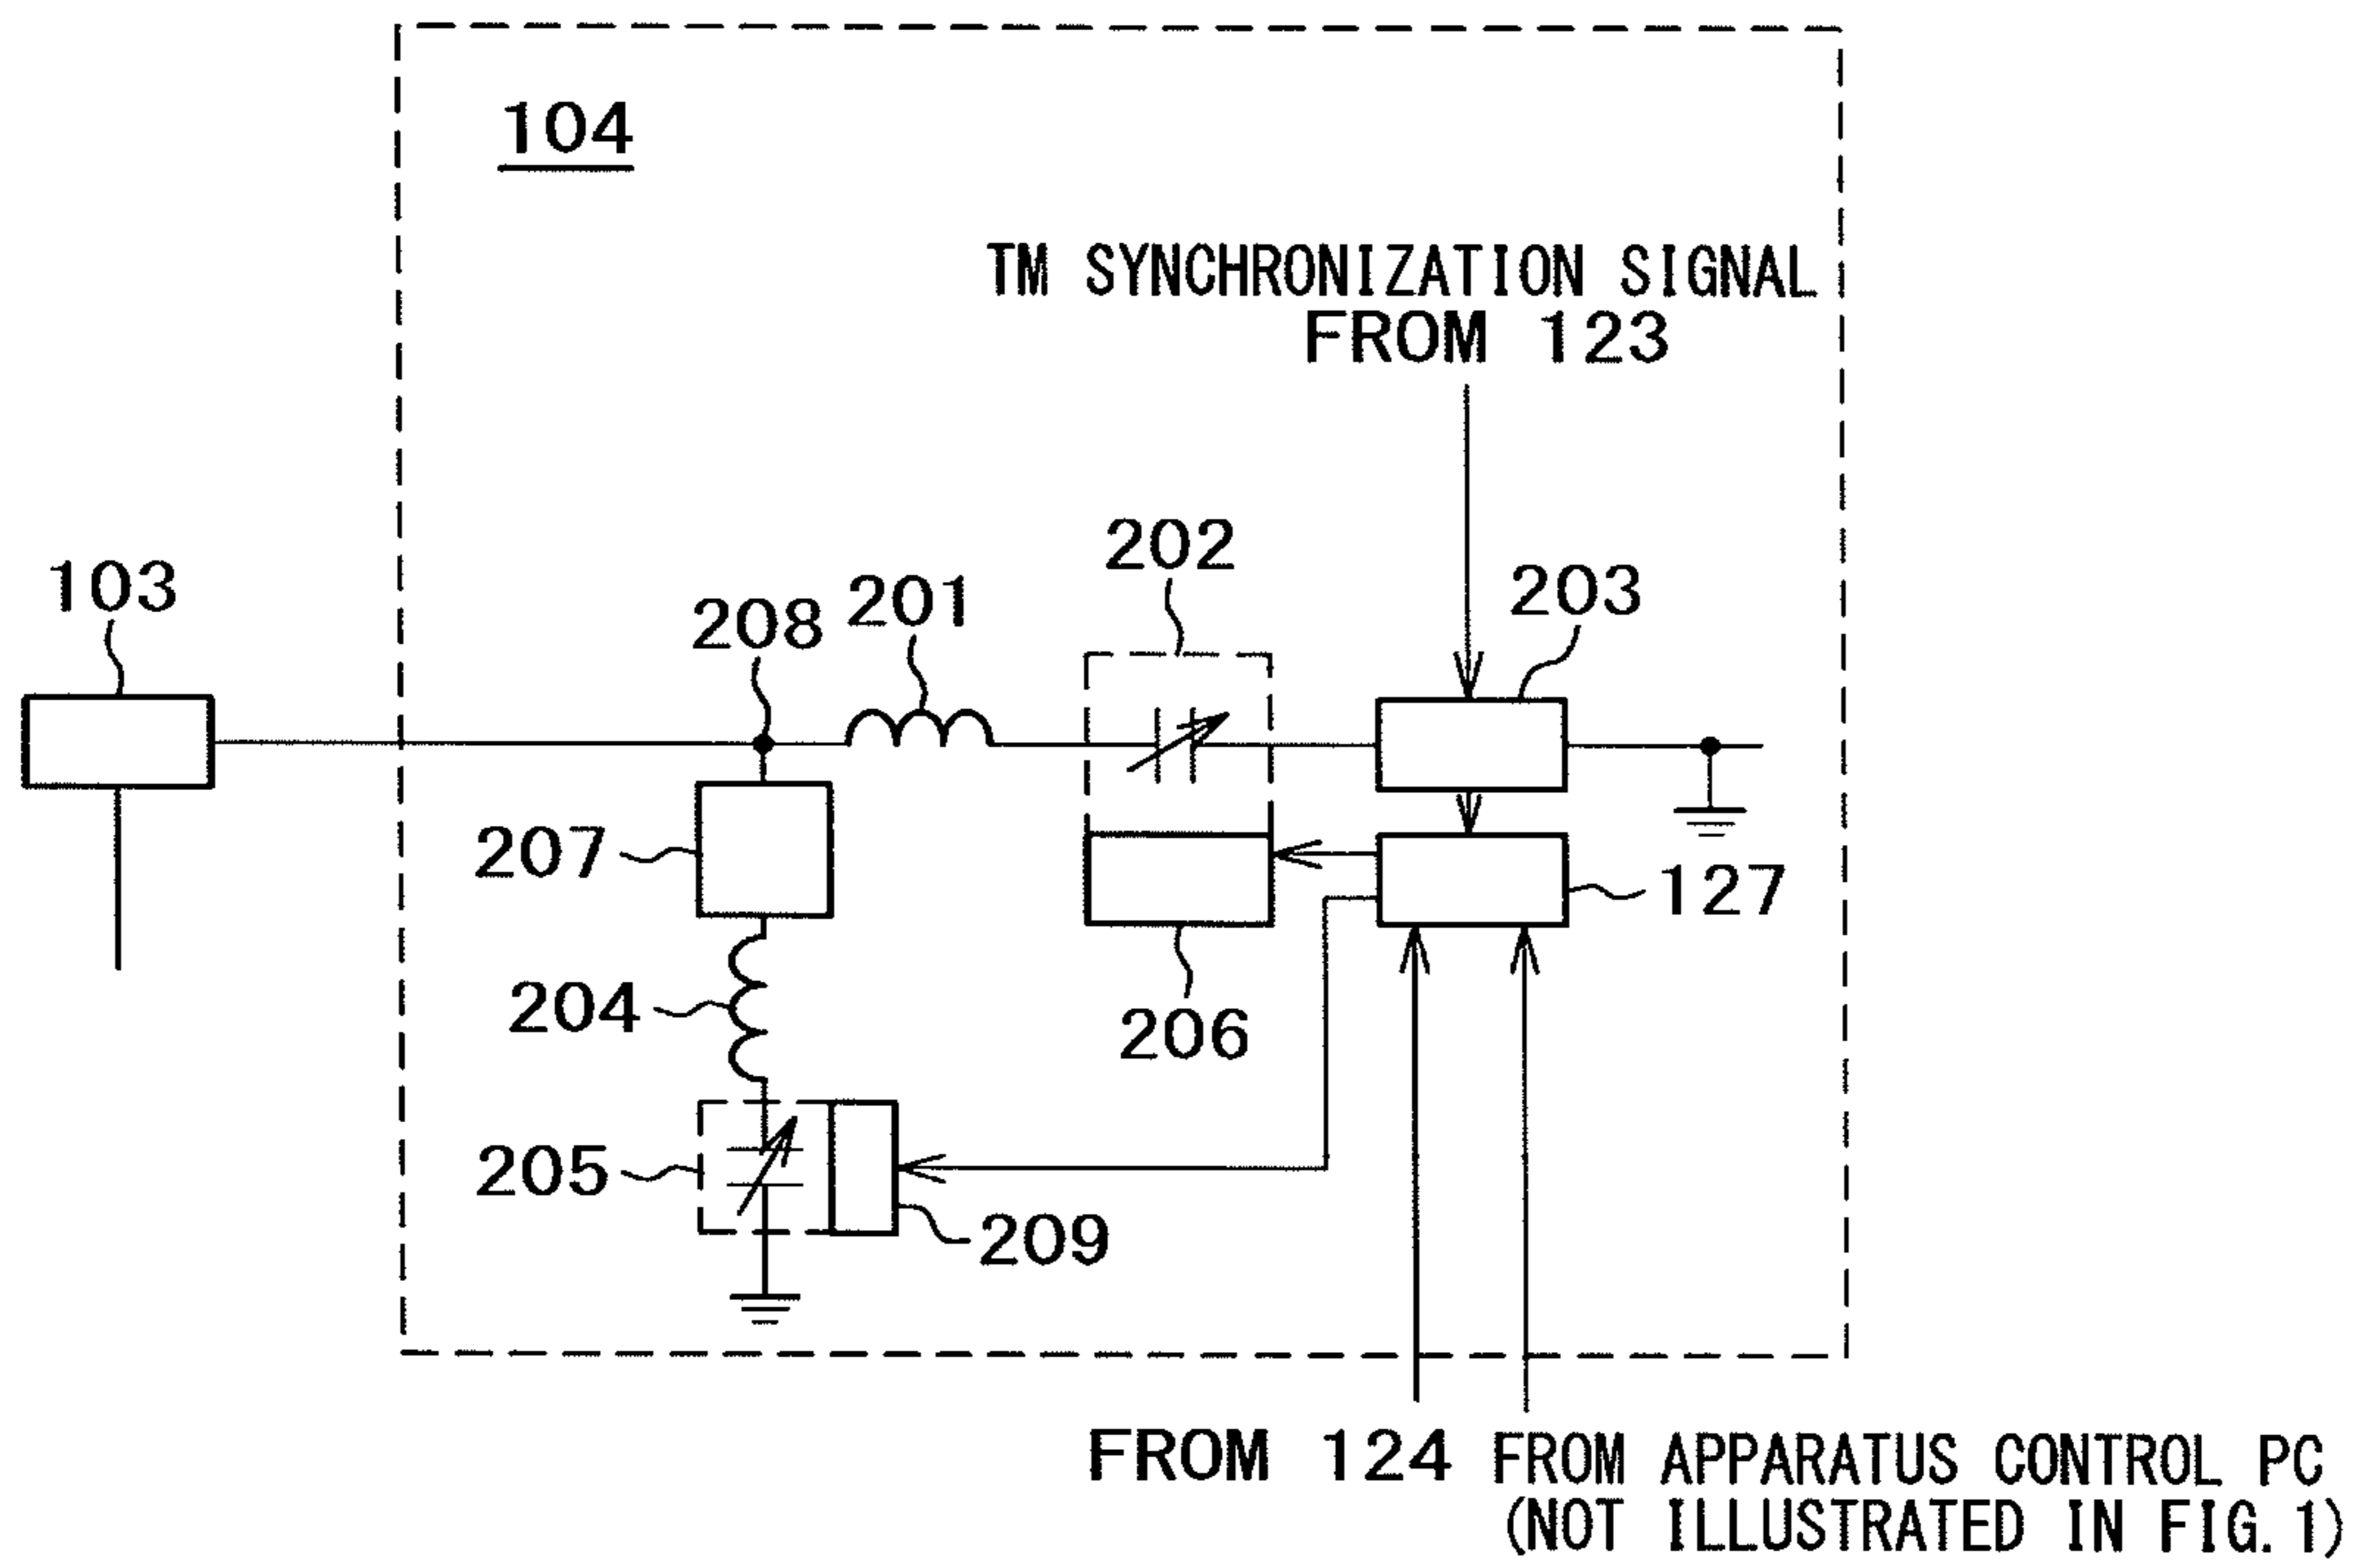 104
TM SYNCHRONIZATION SIGNAL
FROM 123
202
103
201
203
208
207
127
204
206
205
209
FROM 124
FROM APPARATUS CONTROL PC
(NOT ILLUSTRATED IN FIG. 1)